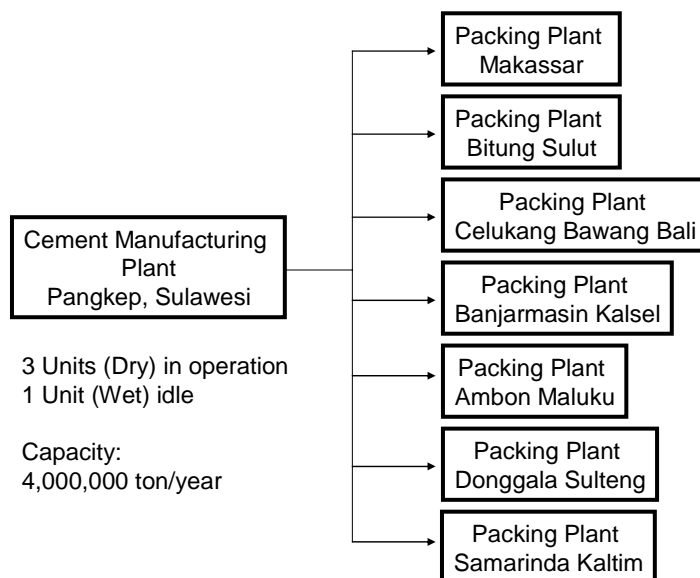 Packing Plant
Makassar
Packing Plant
Bitung Sulut
Packing Plant
Celukang Bawang Bali
Cement Manufacturing
Plant
Pangkep, Sulawesi
Packing Plant
Banjarmasin Kalsel
3 Units (Dry) in operation
1 Unit (Wet) idle
Packing Plant
Ambon Maluku
Capacity:
4,000,000 ton/year
Packing Plant
Donggala Sulteng
Packing Plant
Samarinda Kaltim